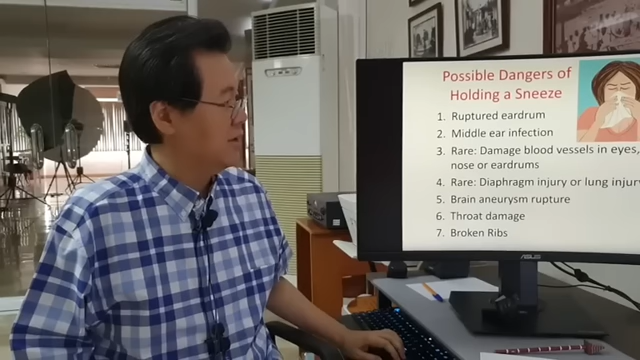 Possible Dangers of
Holding a Sneeze
1. Ruptured eardrum
2. Middle ear infection
3. Rare: Damage blood vessels in eyes,
nose or eardrums
4. Rare: Diaphragm injury or lung injury
5. Brain aneurysm rupture
6. Throat damage
7. Broken Ribs
ASUS